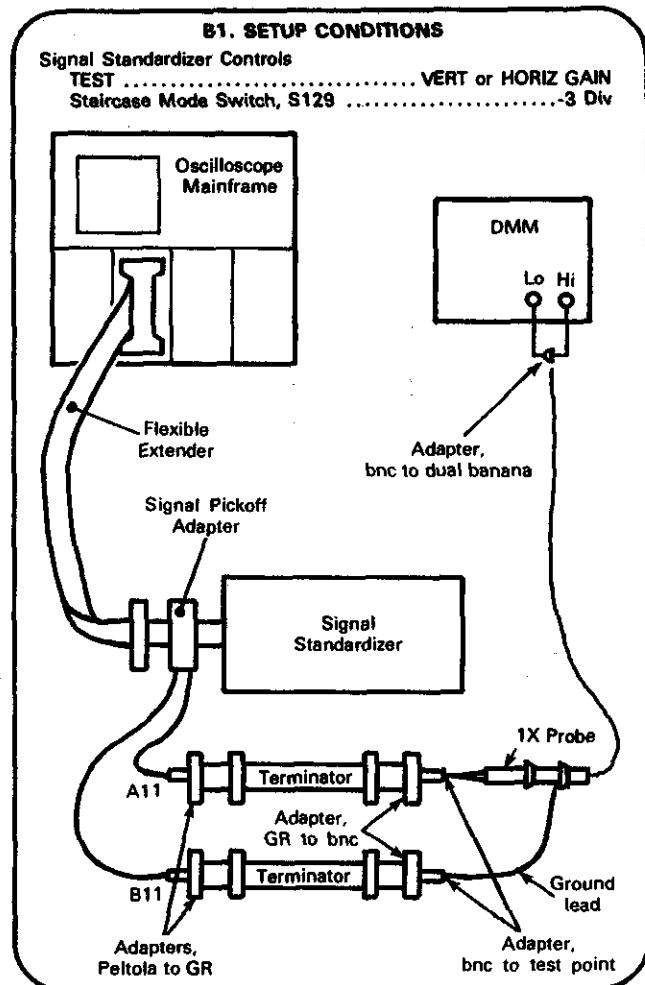 B1. SETUP CONDITIONS
Signal Standardizer Controls
TEST ................................ VERT or HORIZ GAIN
Staircase Mode Switch, S129 ........................-3 Div
Oscilloscope
Mainframe
DMM
Lo Hi
Flexible
Extender
Adapter,
bnc to dual banana
Signal Pickoff
Adapter
Signal
Standardizer
1X Probe
A11
Terminator
Adapter,
GR to bnc
B11
Terminator
Ground
lead
Adapters,
Peltola to GR
Adapter,
bnc to test point